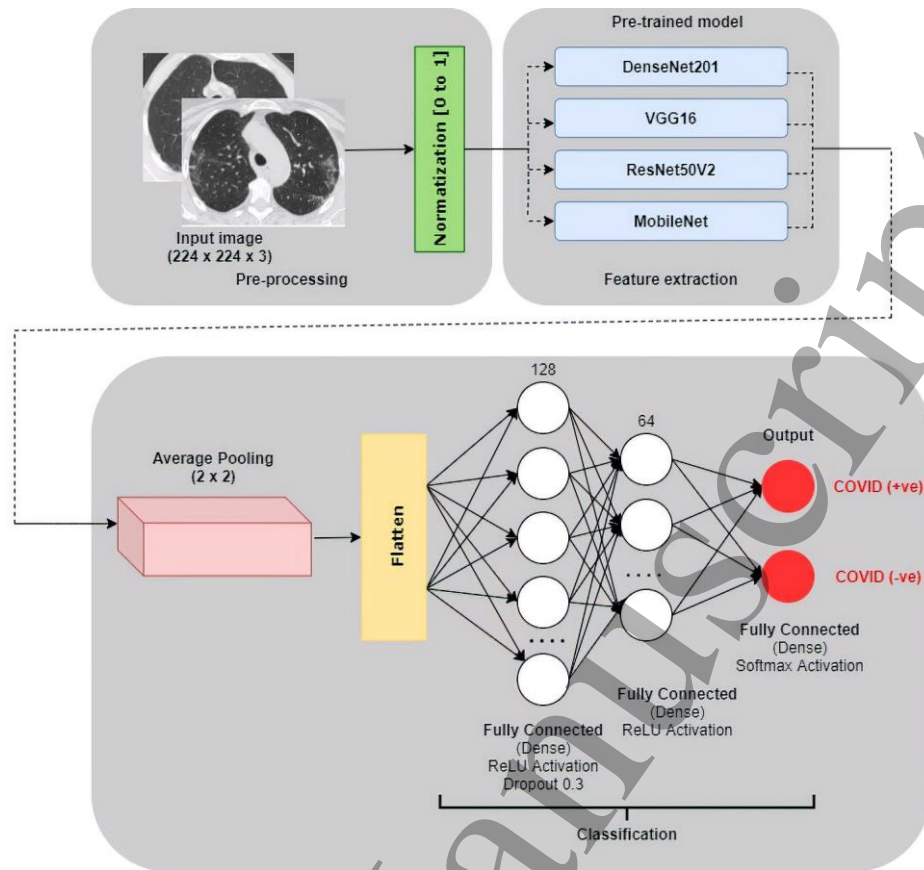 Pre-trained model
DenseNet201
VGG16
ResNet50V2
MobileNet
Feature extraction
Normatization [0 to 1]
Input image
(224 x 224 x 3)
Pre-processing
Average Pooling
(2 x 2)
Flatten
128
64
Output
COVID (+ve)
COVID (-ve)
....
....
Fully Connected
(Dense)
ReLU Activation
Dropout 0.3
Fully Connected
(Dense)
ReLU Activation
Fully Connected
(Dense)
Softmax Activation
Classification
Manuscrip